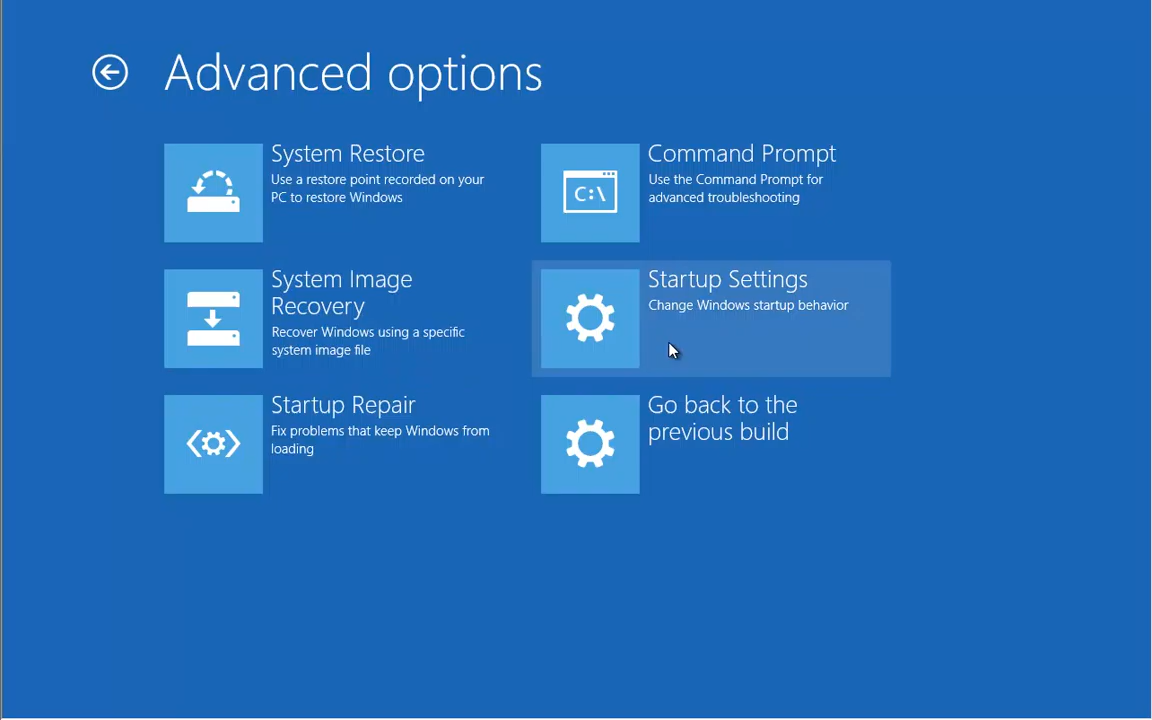 Advanced options
System Restore
Use a restore point recorded on your
PC to restore Windows
Command Prompt
Use the Command Prompt for
advanced troubleshooting
C:\
System Image
Recovery
Recover Windows using a specific
system image file
Startup Settings
Change Windows startup behavior
Startup Repair
Fix problems that keep Windows from
loading
Go back to the
previous build